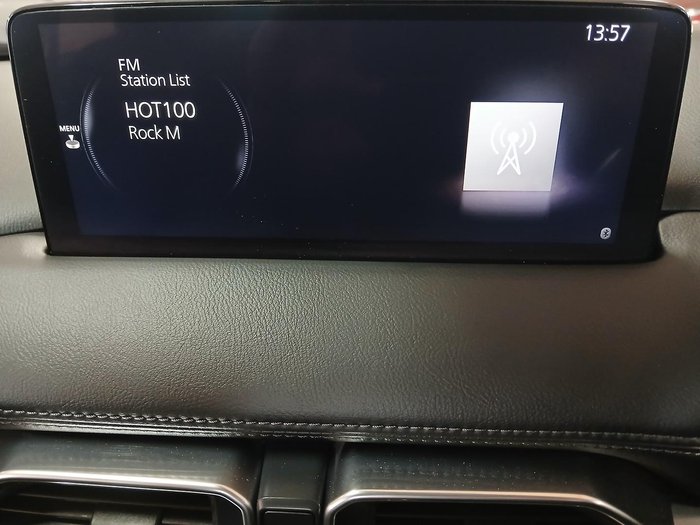 13:57
FM
Station List
HOT100
MENU
Rock M